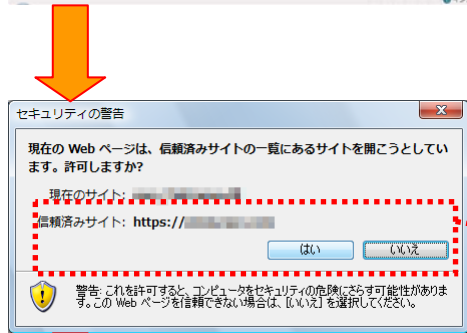 セキュリティの警告
現在の Web ページは、信頼済みサイトの一覧にあるサイトを開こうとしてい
ます。許可しますか?
現在のサイト:
信頼済みサイト: https://
はい
いいえ
警告: これを許可すると、コンピュータをセキュリティの危険にさらす可能性がありま
す。この Web ページを信頼できない場合は、[いいえ] を選択してください。